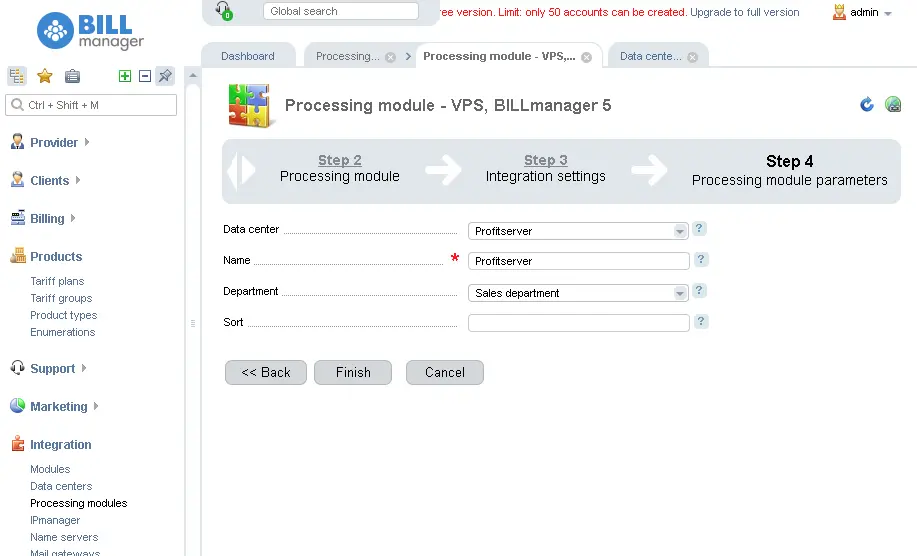 BILL
manager
0
Global search
ree version. Limit: only 50 accounts can be created. Upgrade to full version
admin
Dashboard
Processing...
Processing module - VPS,...
Data cente...
Ctrl + Shift + M
Processing module - VPS, BILLmanager 5
Provider
Clients
Billing
Products
Tariff plans
Tariff groups
Product types
Enumerations
Support
Marketing
Integration
Modules
Data centers
Processing modules
IPmanager
Name servers
Mail gateways
Step 2
Processing module
Step 3
Integration settings
Step 4
Processing module parameters
Data center
Profitserver
?
Name
*
Profitserver
?
Department
Sales department
?
Sort
?
<< Back
Finish
Cancel